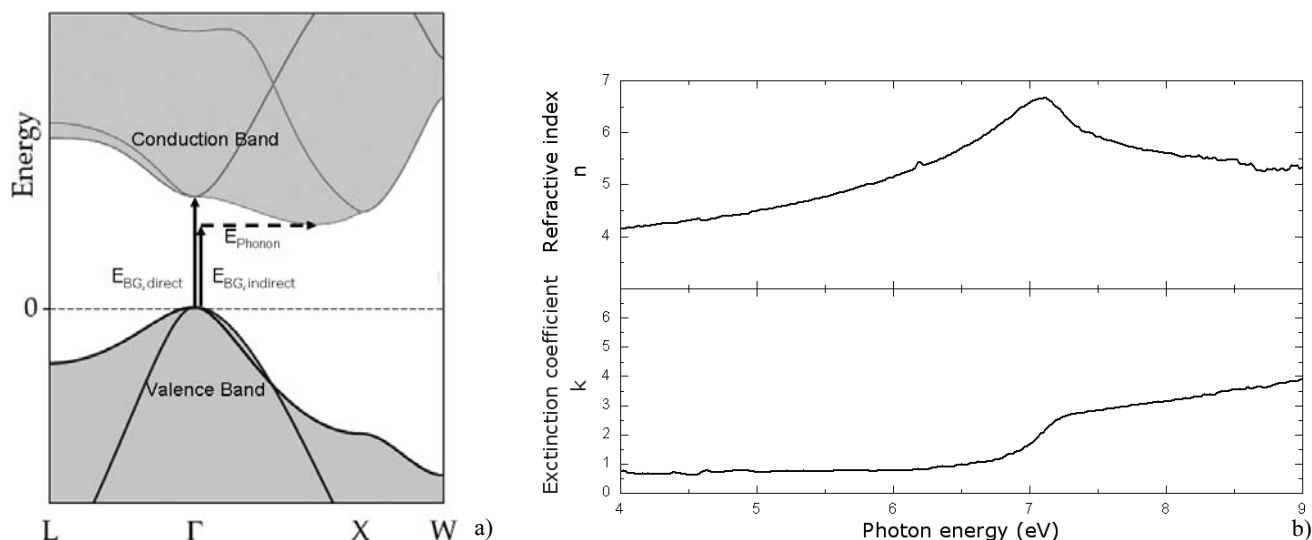 Energy
0
Conduction Band
E_Phonon
E_BG,direct
E_BG,indirect
Valence Band
L Γ X W
a)
Refractive index
n
7
6
5
4
Exctinction coefficient
k
6
5
4
3
2
1
0
4 5 6 7 8 9
Photon energy (eV)
b)